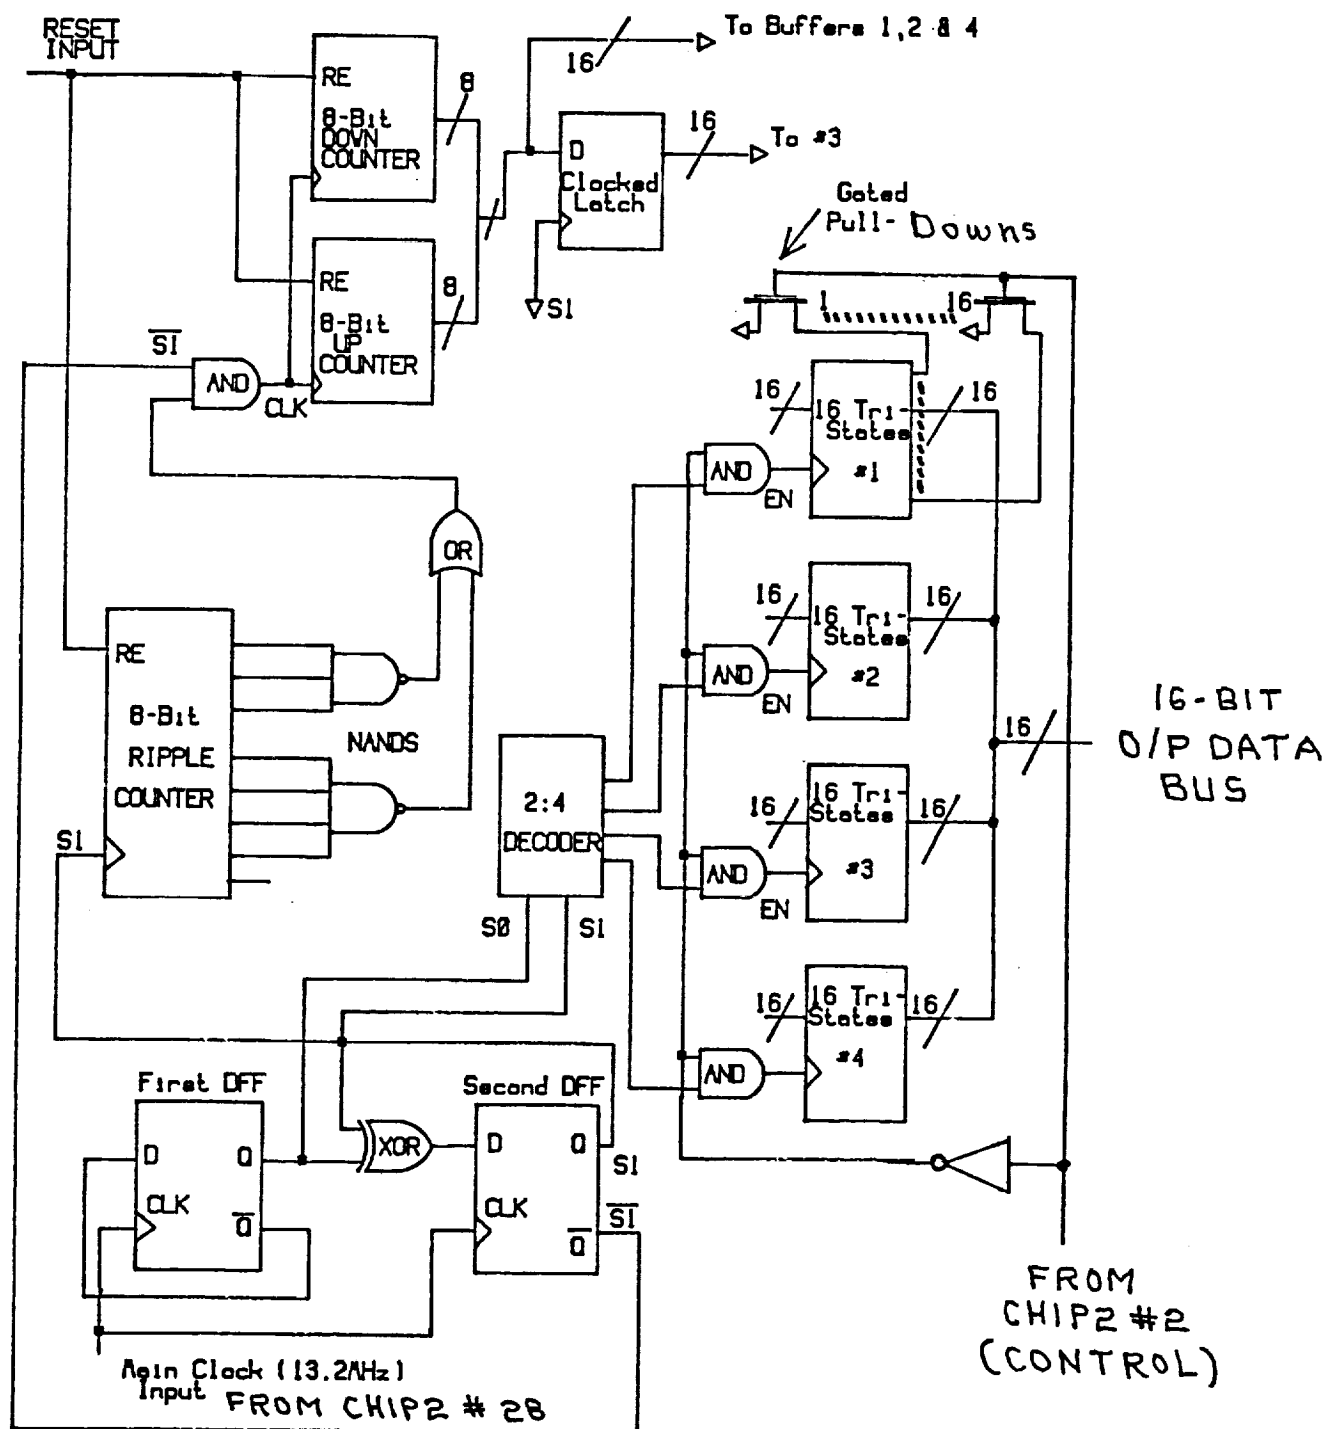 RESET
INPUT
RE
8-Bit
DOWN
COUNTER
8
16
To Buffers 1,2 & 4
D
Clocked
Latch
16
To #3
S1
RE
8-Bit
UP
COUNTER
8
S̅1̅
AND
CLK
OR
Gated
Pull- Downs
1
16
16
16 Tri-
States
#1
16
AND
EN
16
16 Tri-
States
#2
16
AND
EN
16
16 Tri-
States
#3
16
AND
EN
16
16 Tri-
States
#4
16
AND
16
16-BIT
O/P DATA
BUS
RE
8-Bit
RIPPLE
COUNTER
NANDS
S1
2:4
DECODER
S0
S1
First DFF
D
Q
CLK
Q̅
XOR
Second DFF
D
Q
S1
CLK
Q̅
S̅1̅
Main Clock (13.2MHz)
Input FROM CHIP2 # 28
FROM
CHIP2 #2
(CONTROL)